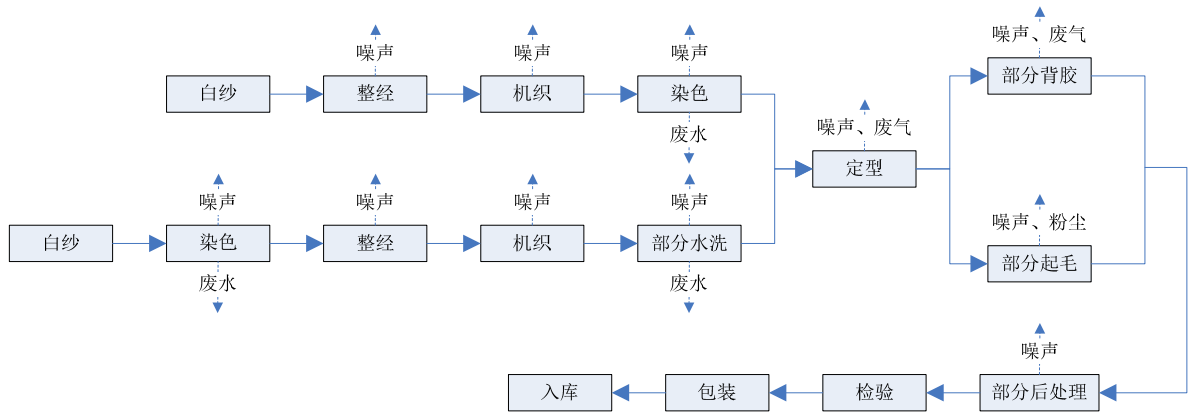 噪声、废气
噪声
噪声
噪声
部分背胶
白纱
整经
机织
染色
噪声、废气
废水
定型
噪声
噪声
噪声
噪声
噪声、粉尘
白纱
染色
整经
机织
部分水洗
部分起毛
废水
废水
噪声
入库
包装
检验
部分后处理